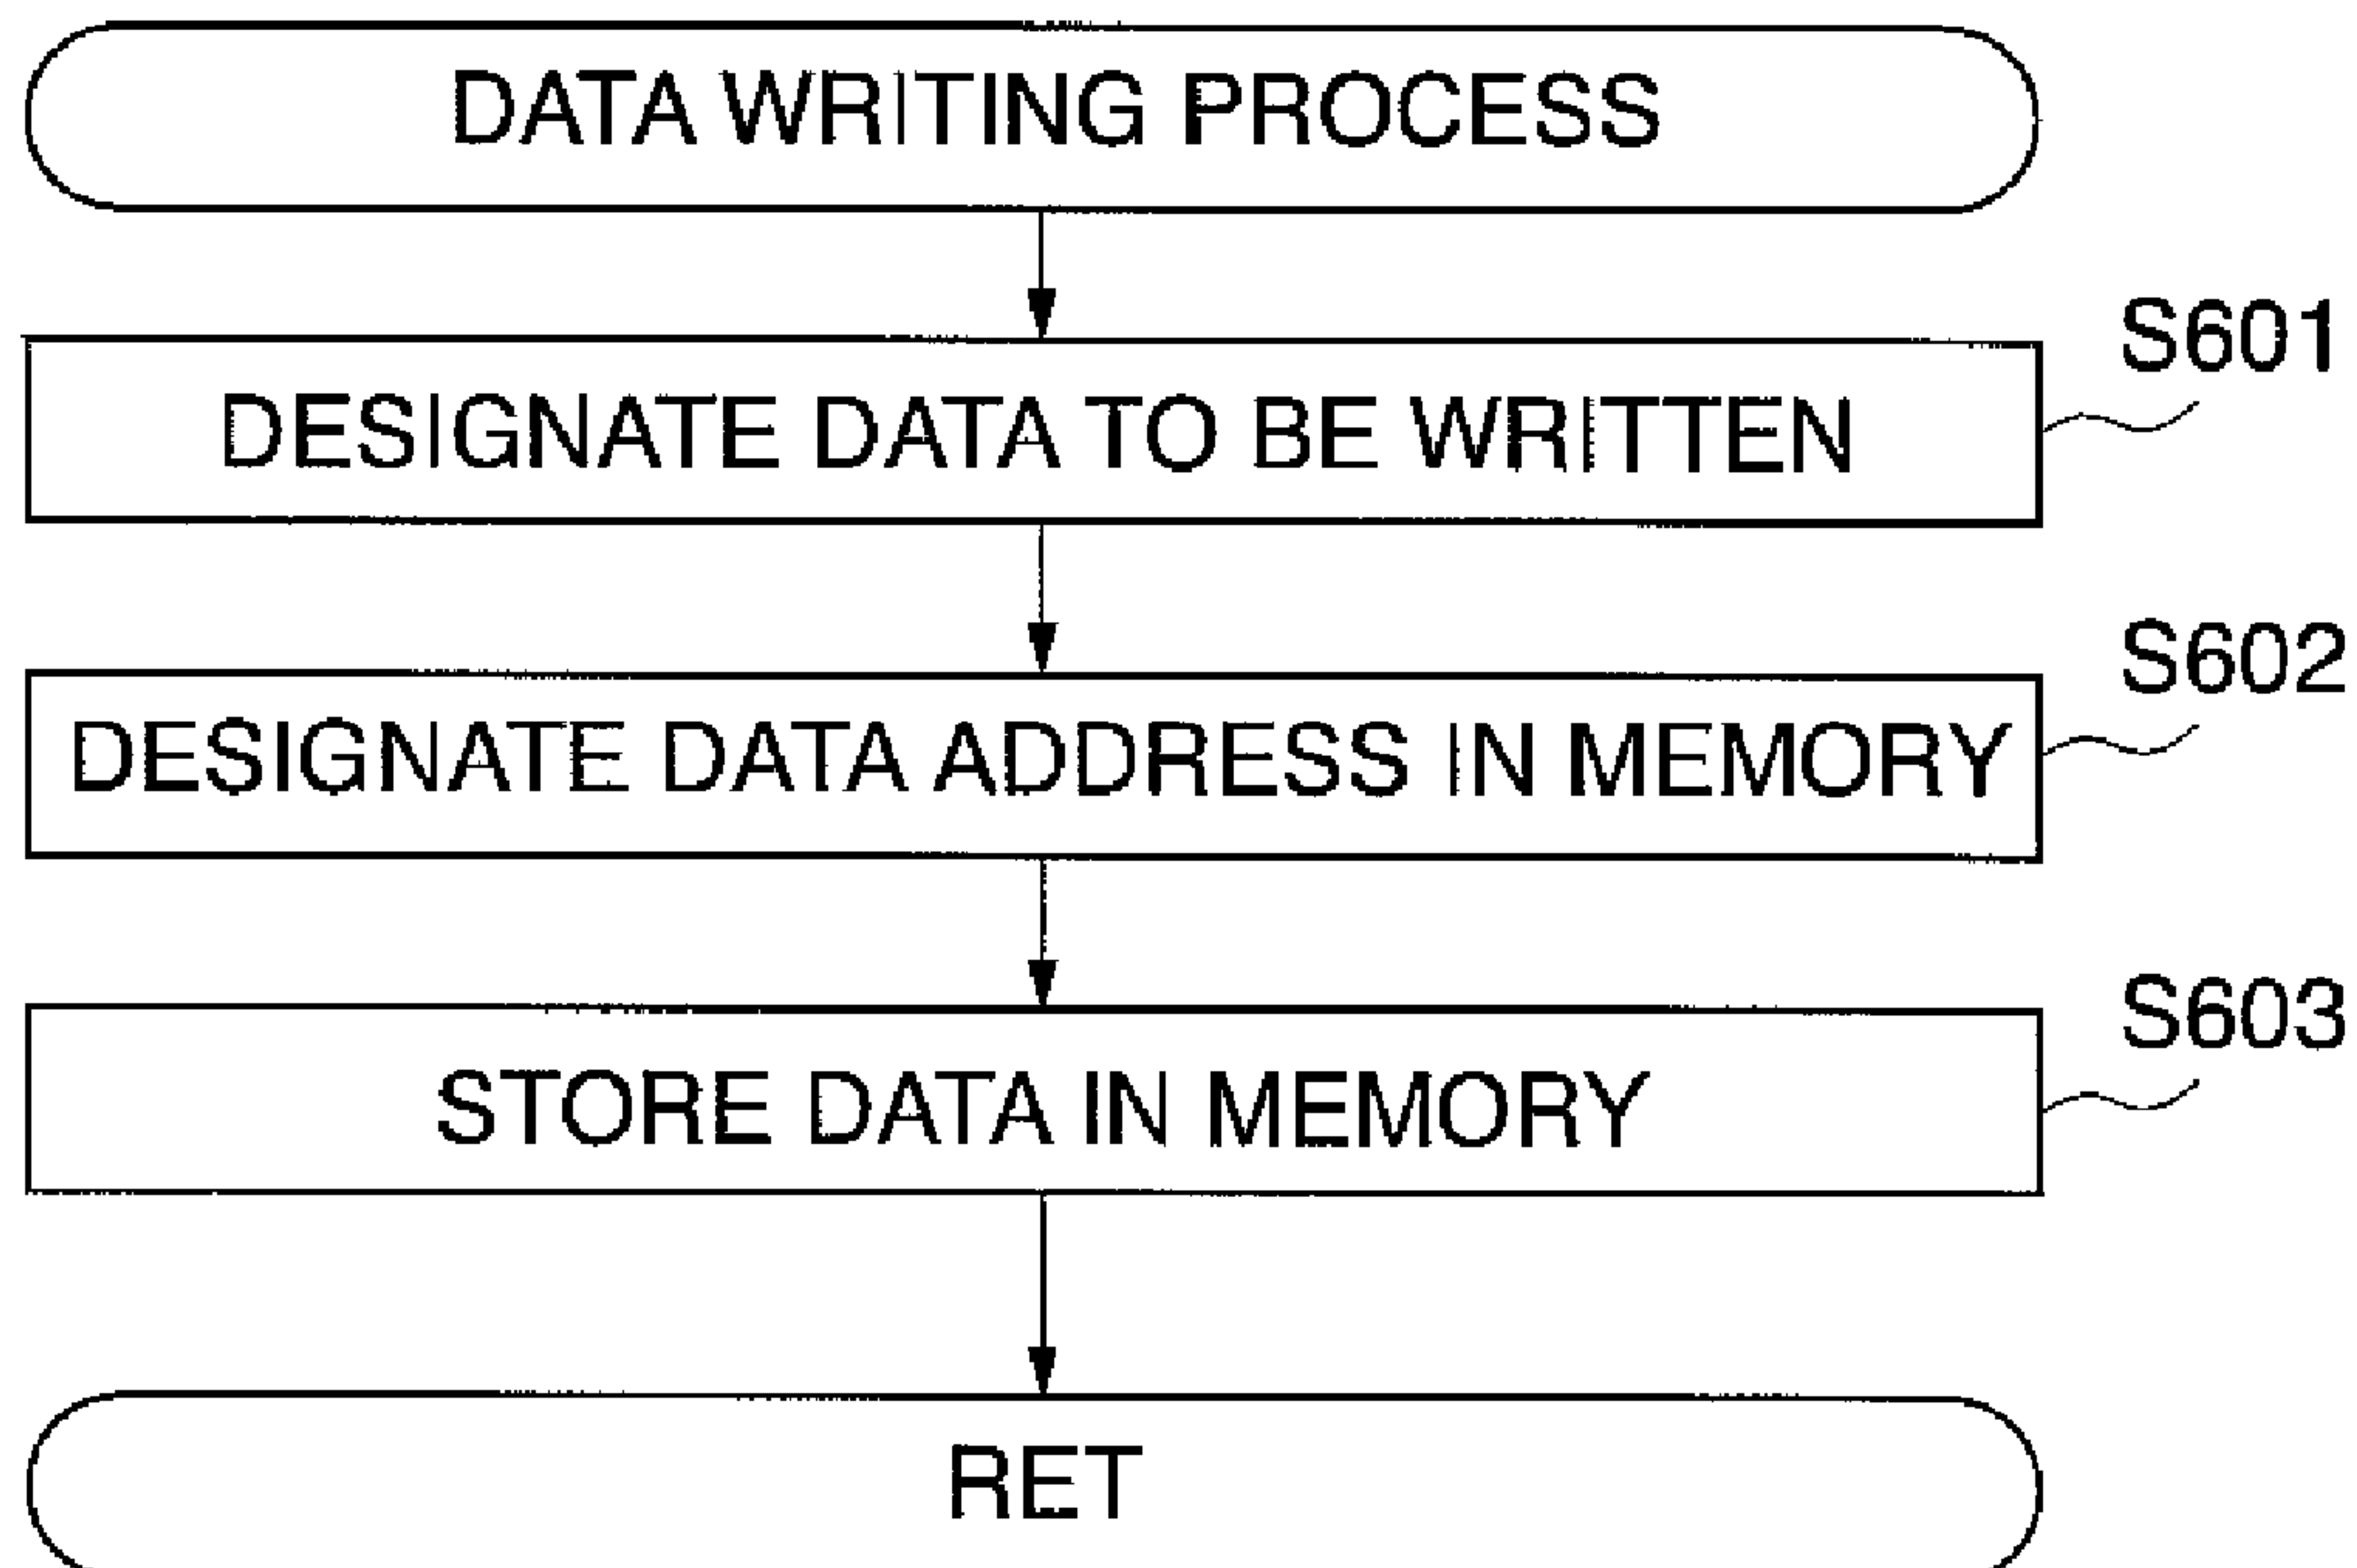 DATA WRITING PROCESS
S601
DESIGNATE DATA TO BE WRITTEN
S602
DESIGNATE DATA ADDRESS IN MEMORY
S603
STORE DATA IN MEMORY
RET